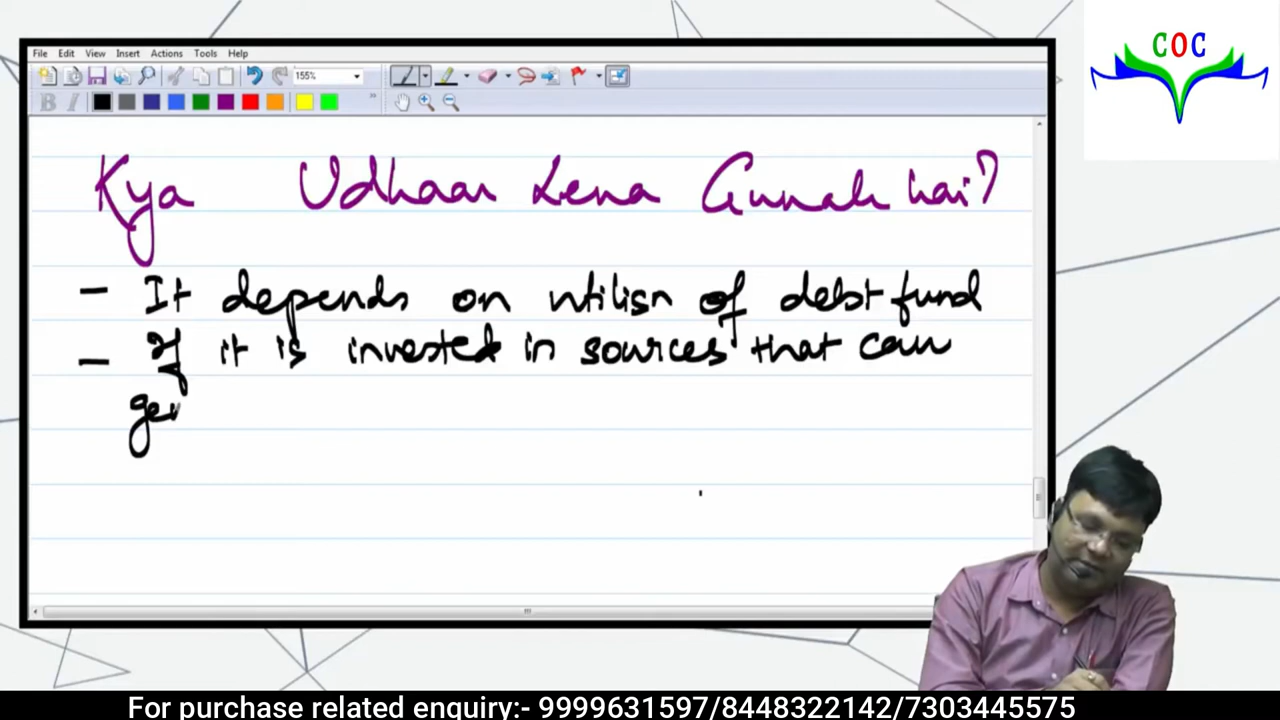 COC
File Edit View Insert Actions Tools Help
155%
B I
Kya Udhaar Lena Gunah hai?
- It depends on utilisn of debt fund
- If it is invested in sources that can
gen
For purchase related enquiry:- 9999631597/8448322142/7303445575